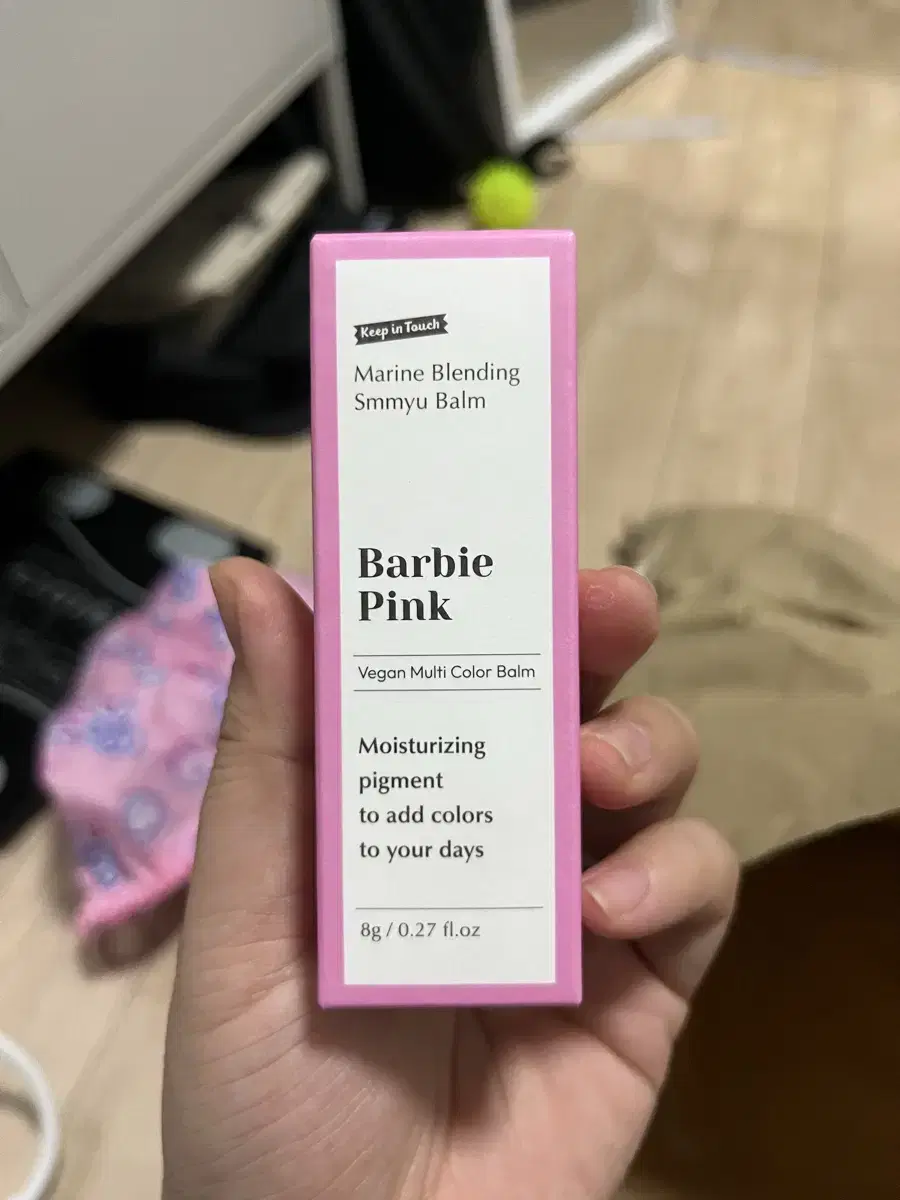 Keep in Touch
Marine Blending
Smmyu Balm
Barbie
Pink
Vegan Multi Color Balm
Moisturizing
pigment
to add colors
to your days
8g / 0.27 fl.oz